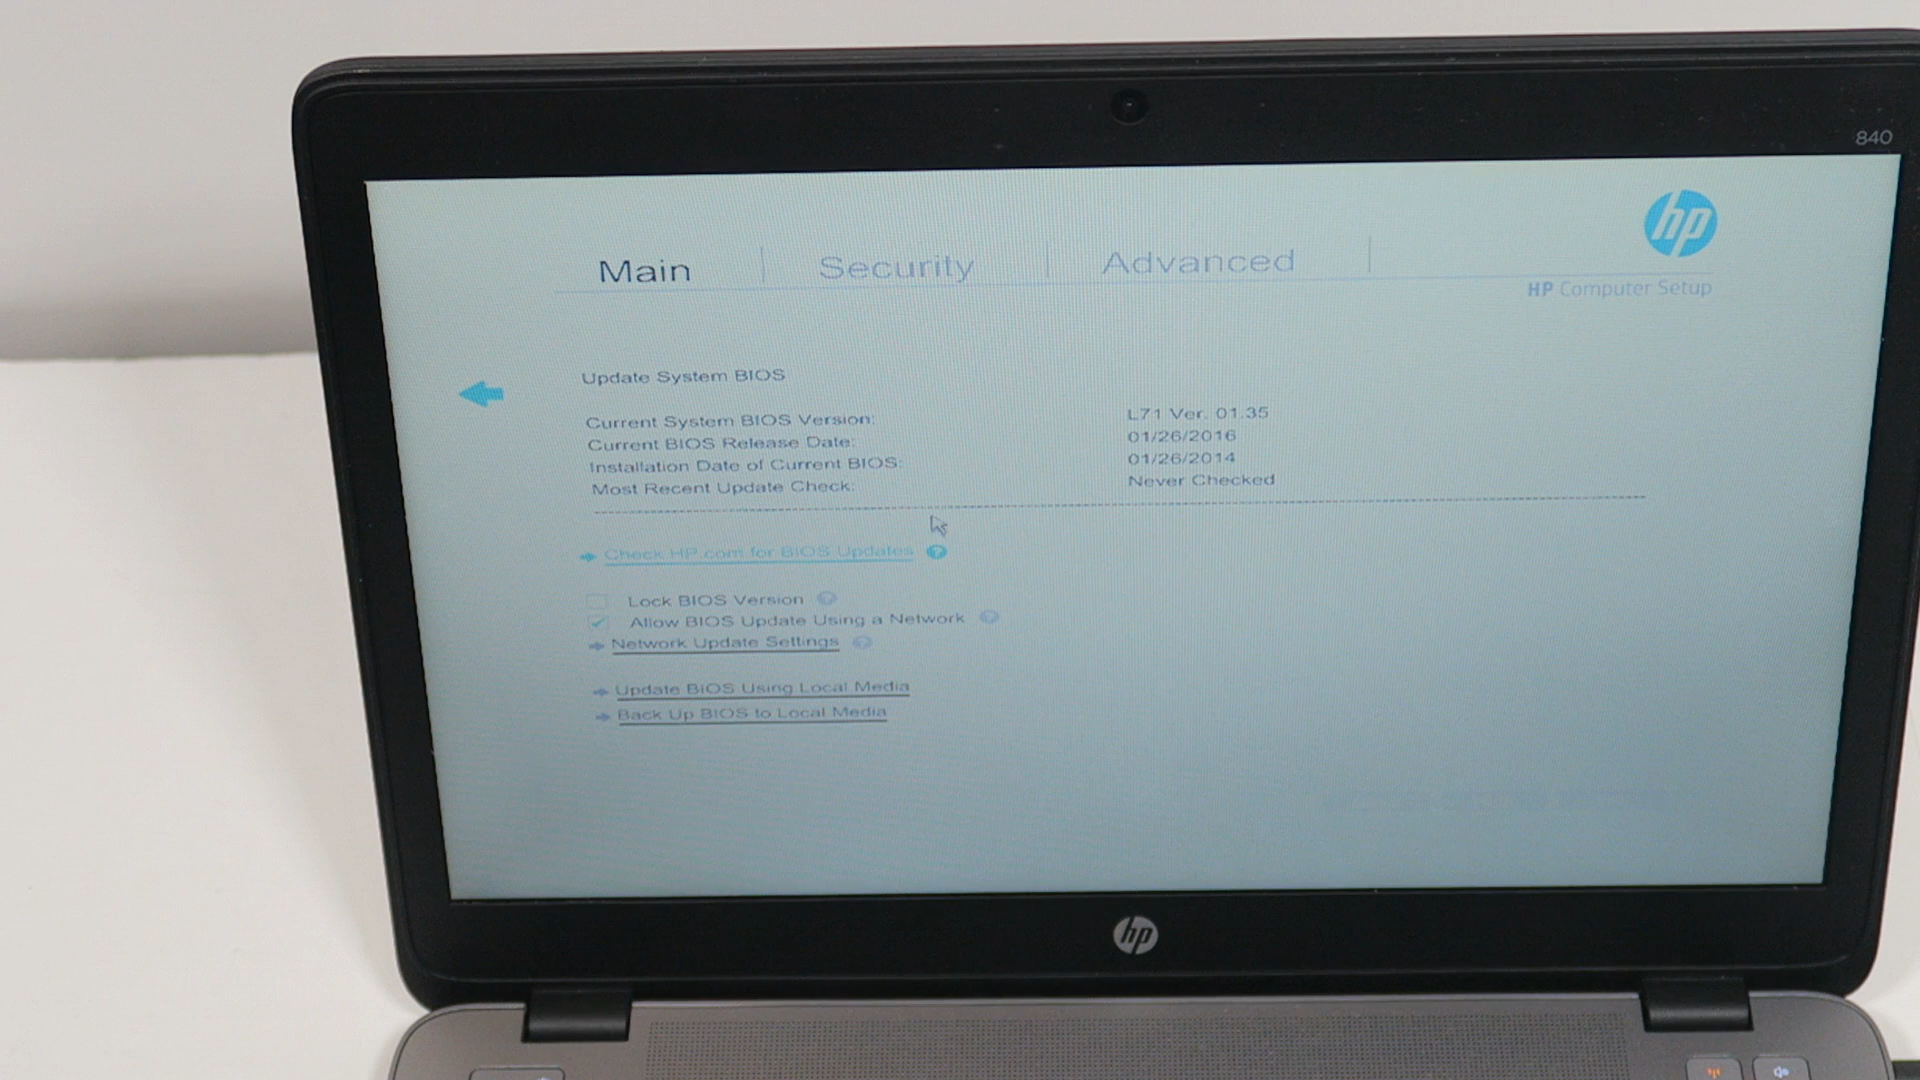 840
hp
Main
Security
Advanced
HP Computer Setup
Update System BIOS
Current System BIOS Version: L71 Ver. 01.35
Current BIOS Release Date: 01/26/2016
Installation Date of Current BIOS: 01/26/2014
Most Recent Update Check: Never Checked
Check HP.com for BIOS Updates ?
Lock BIOS Version ?
Allow BIOS Update Using a Network ?
Network Update Settings ?
Update BIOS Using Local Media
Back Up BIOS to Local Media
hp